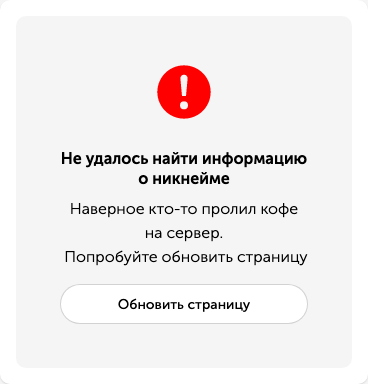 Не удалось найти информацию
о никнейме
Наверное кто-то пролил кофе
на сервер.
Попробуйте обновить страницу
Обновить страницу